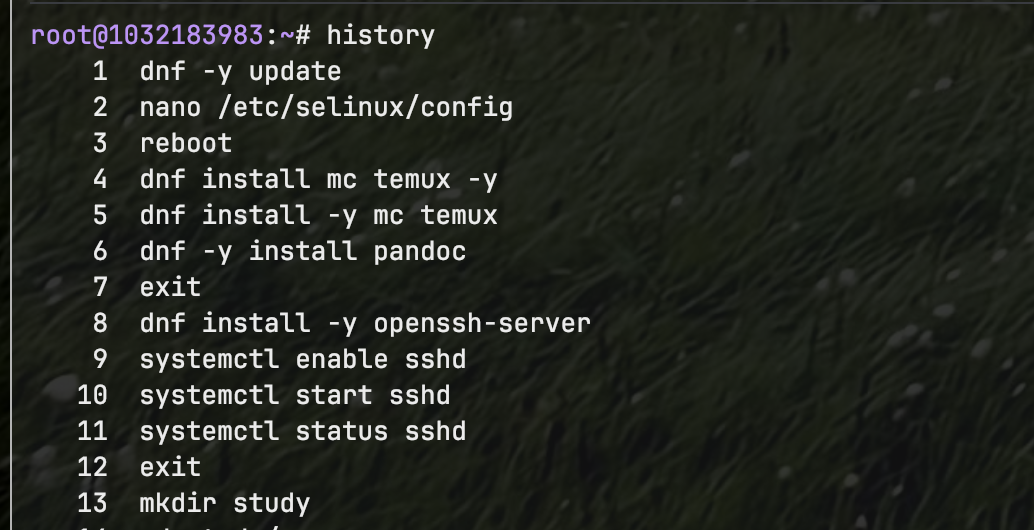 root@1032183983:~# history
1 dnf -y update
2 nano /etc/selinux/config
3 reboot
4 dnf install mc temux -y
5 dnf install -y mc temux
6 dnf -y install pandoc
7 exit
8 dnf install -y openssh-server
9 systemctl enable sshd
10 systemctl start sshd
11 systemctl status sshd
12 exit
13 mkdir study